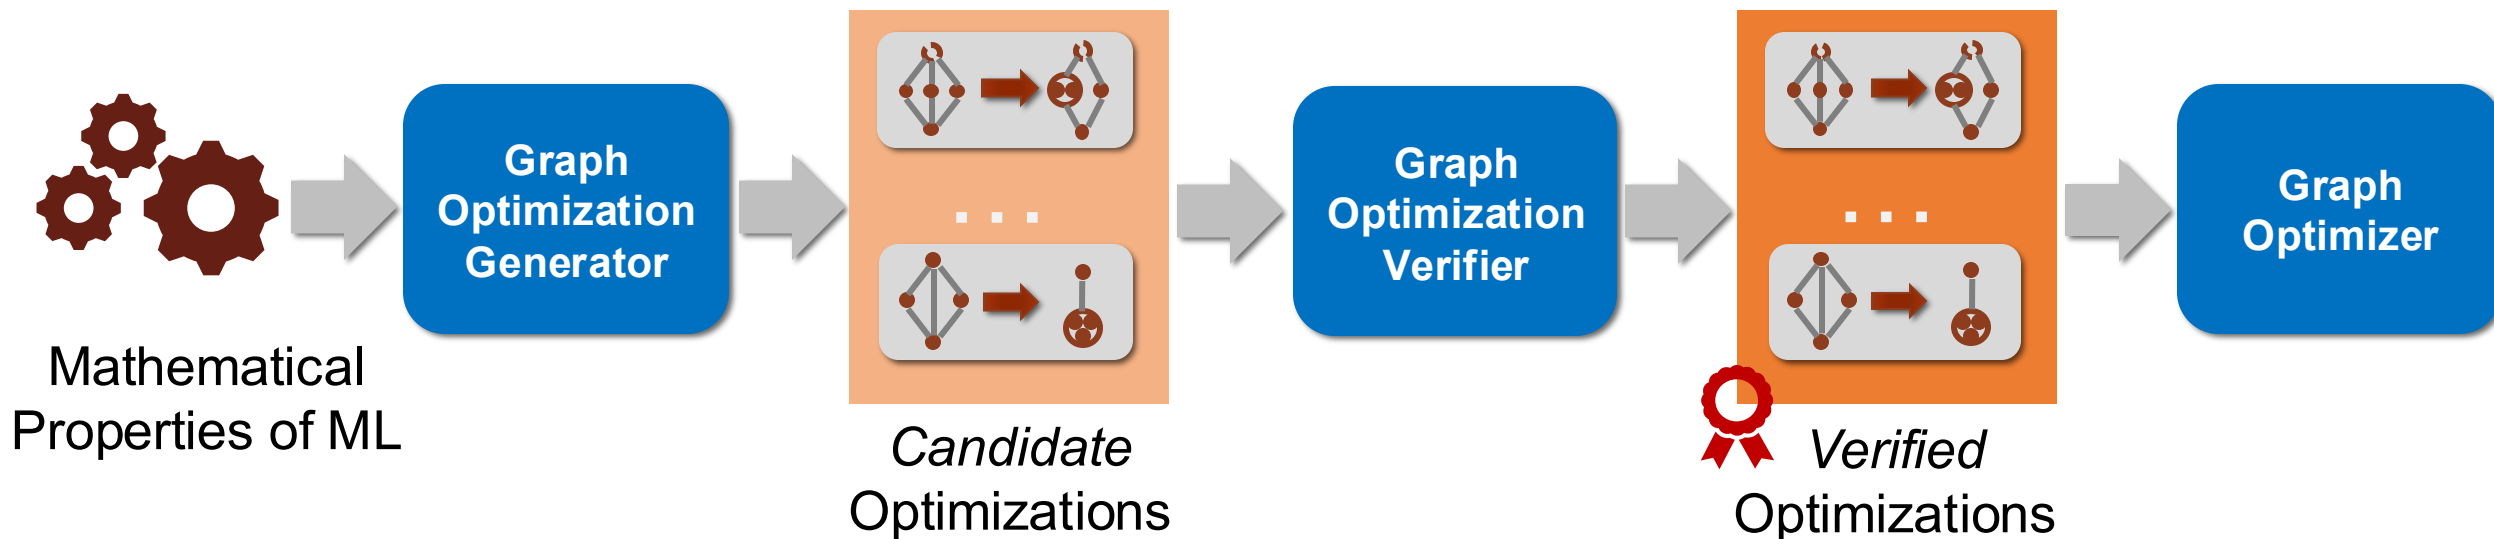 Graph
Optimization
Generator
Graph
Optimization
Verifier
Graph
Optimizer
Mathematical
Properties of ML
Candidate
Optimizations
Verified
Optimizations